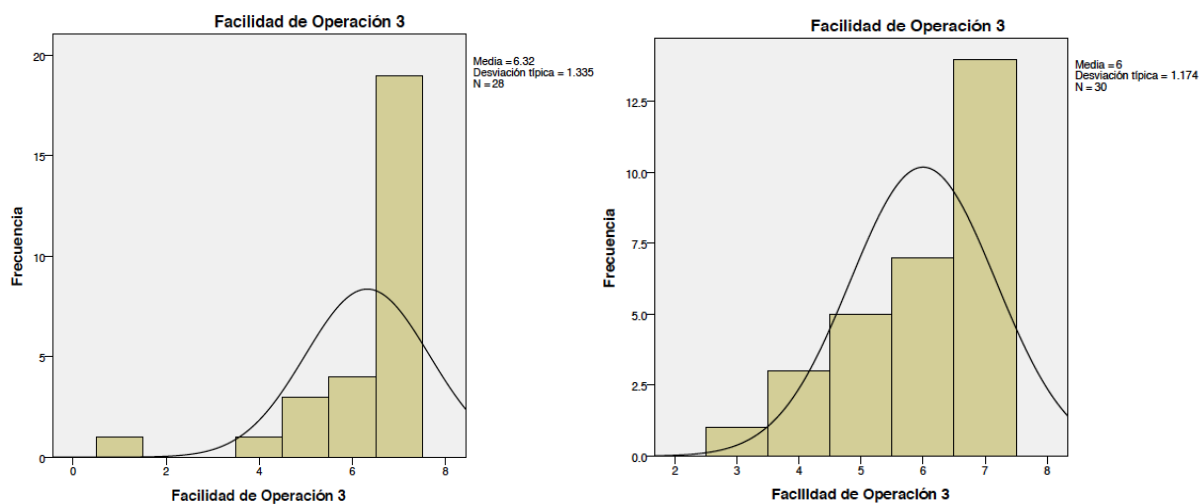 Facilidad de Operación 3
20
15
10
5
0
0 2 4 6 8
Frecuencia
Facilidad de Operación 3
Media = 6.32
Desviación típica = 1.335
N = 28
Facilidad de Operación 3
12.5
10.0
7.5
5.0
2.5
0.0
2 3 4 5 6 7 8
Frecuencia
Facilidad de Operación 3
Media = 6
Desviación típica = 1.174
N = 30